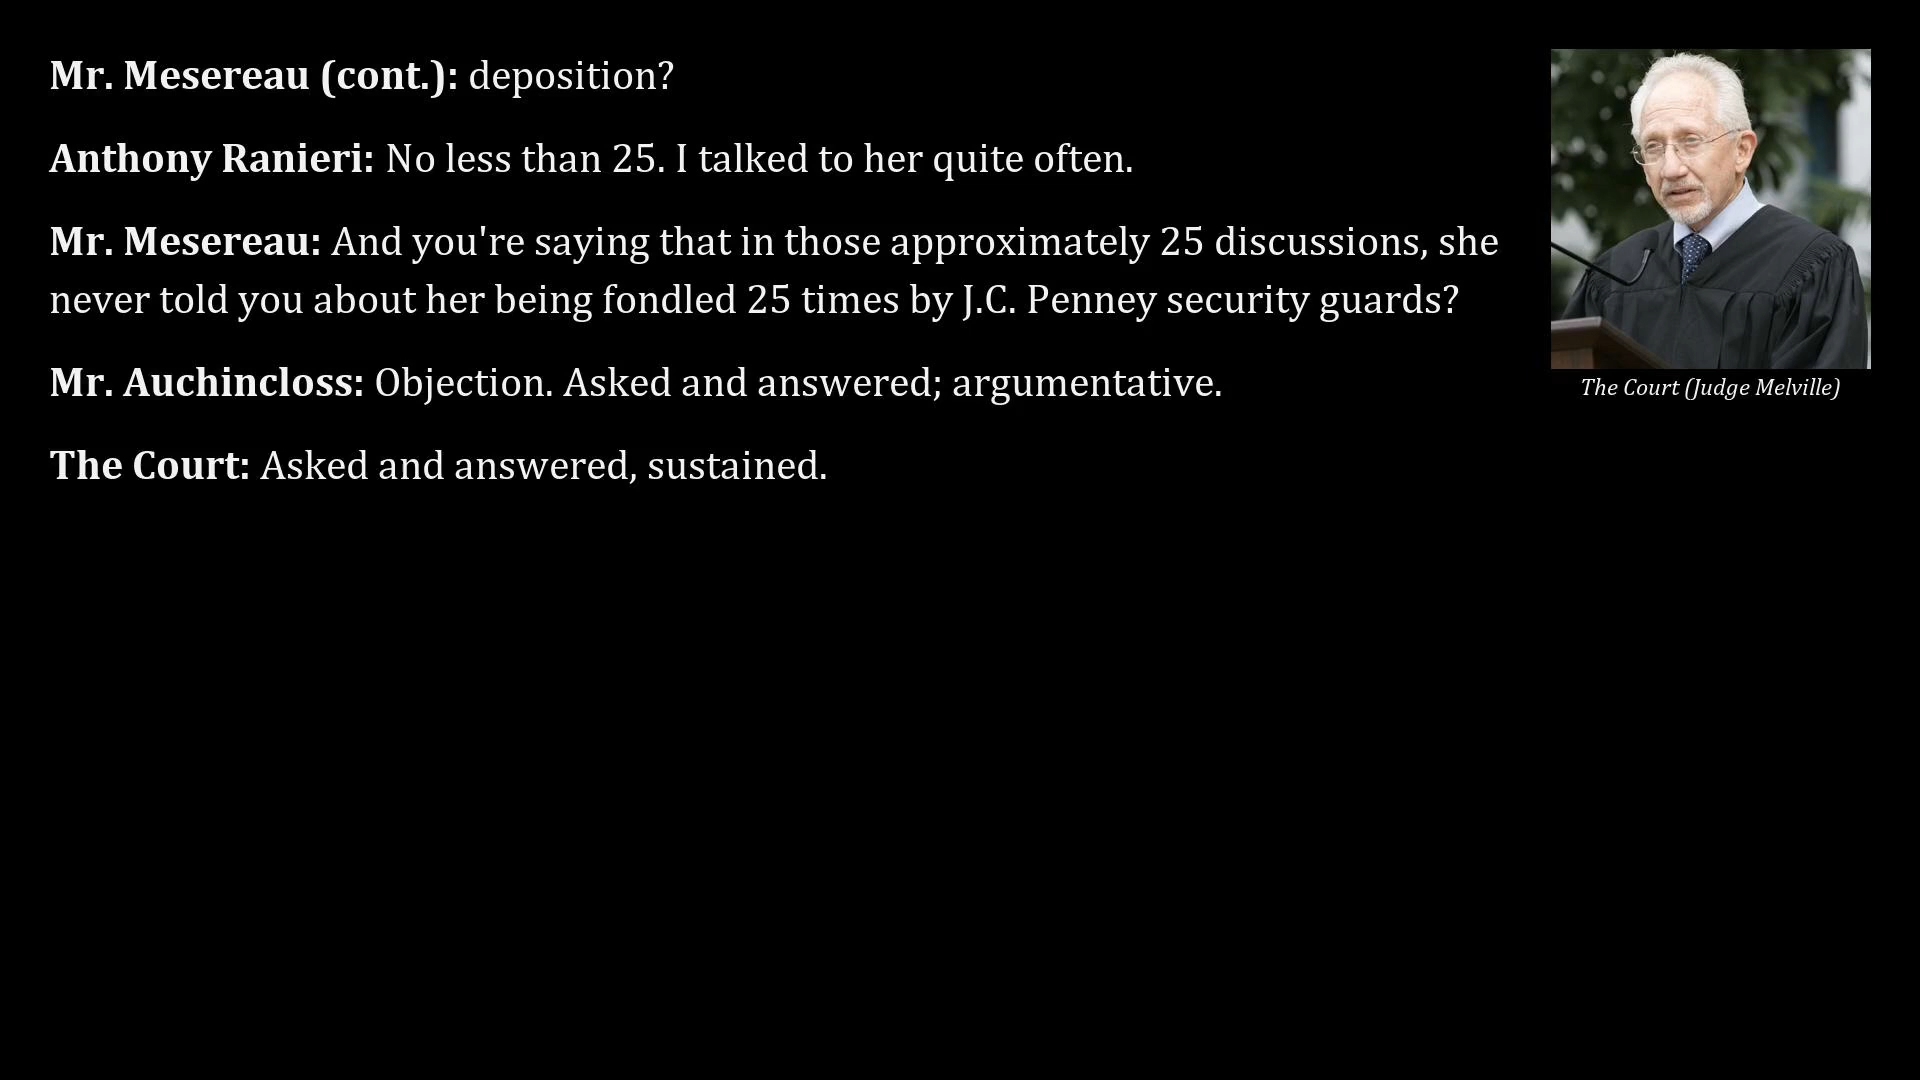 Mr. Mesereau (cont.): deposition?
Anthony Ranieri: No less than 25. I talked to her quite often.
Mr. Mesereau: And you're saying that in those approximately 25 discussions, she
never told you about her being fondled 25 times by J.C. Penney security guards?
Mr. Auchincloss: Objection. Asked and answered; argumentative.
The Court: Asked and answered, sustained.
The Court (Judge Melville)